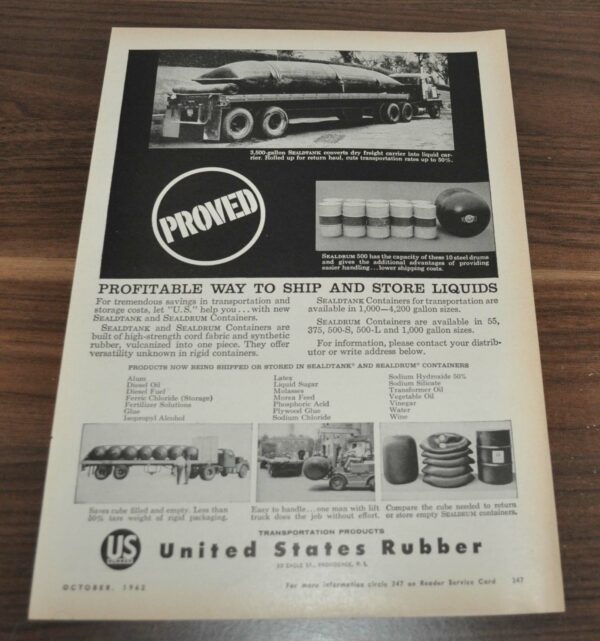 3,500-gallon SEALDTANK converts dry freight carrier into liquid car-
rier. Rolled up for return haul, cuts transportation rates up to 50%.
PROVED
SEALDRUM 500 has the capacity of these 10 steel drums
and gives the additional advantages of providing
easier handling...lower shipping costs.
PROFITABLE WAY TO SHIP AND STORE LIQUIDS
For tremendous savings in transportation and
storage costs, let "U.S." help you...with new
SEALDTANK and SEALDRUM Containers.
SEALDTANK and SEALDRUM Containers are
built of high-strength cord fabric and synthetic
rubber, vulcanized into one piece. They offer
versatility unknown in rigid containers.
SEALDTANK Containers for transportation are
available in 1,000—4,200 gallon sizes.
SEALDRUM Containers are available in 55,
375, 500-S, 500-L and 1,000 gallon sizes.
For information, please contact your distrib-
utor or write address below.
PRODUCTS NOW BEING SHIPPED OR STORED IN SEALDTANK® AND SEALDRUM® CONTAINERS
Alum
Diesel Oil
Diesel Fuel
Ferric Chloride (Storage)
Fertilizer Solutions
Glue
Isopropyl Alcohol
Latex
Liquid Sugar
Molasses
Morea Feed
Phosphoric Acid
Plywood Glue
Sodium Chloride
Sodium Hydroxide 50%
Sodium Silicate
Transformer Oil
Vegetable Oil
Vinegar
Water
Wine
Saves cube filled and empty. Less than
50% tare weight of rigid packaging.
Easy to handle...one man with lift
truck does the job without effort.
Compare the cube needed to return
or store empty SEALDRUM containers.
US
RUBBER
TRANSPORTATION PRODUCTS
United States Rubber
EAGLE ST., PROVIDENCE, R.I.
OCTOBER, 1962
For more information circle 347 on Reader Service Card
247